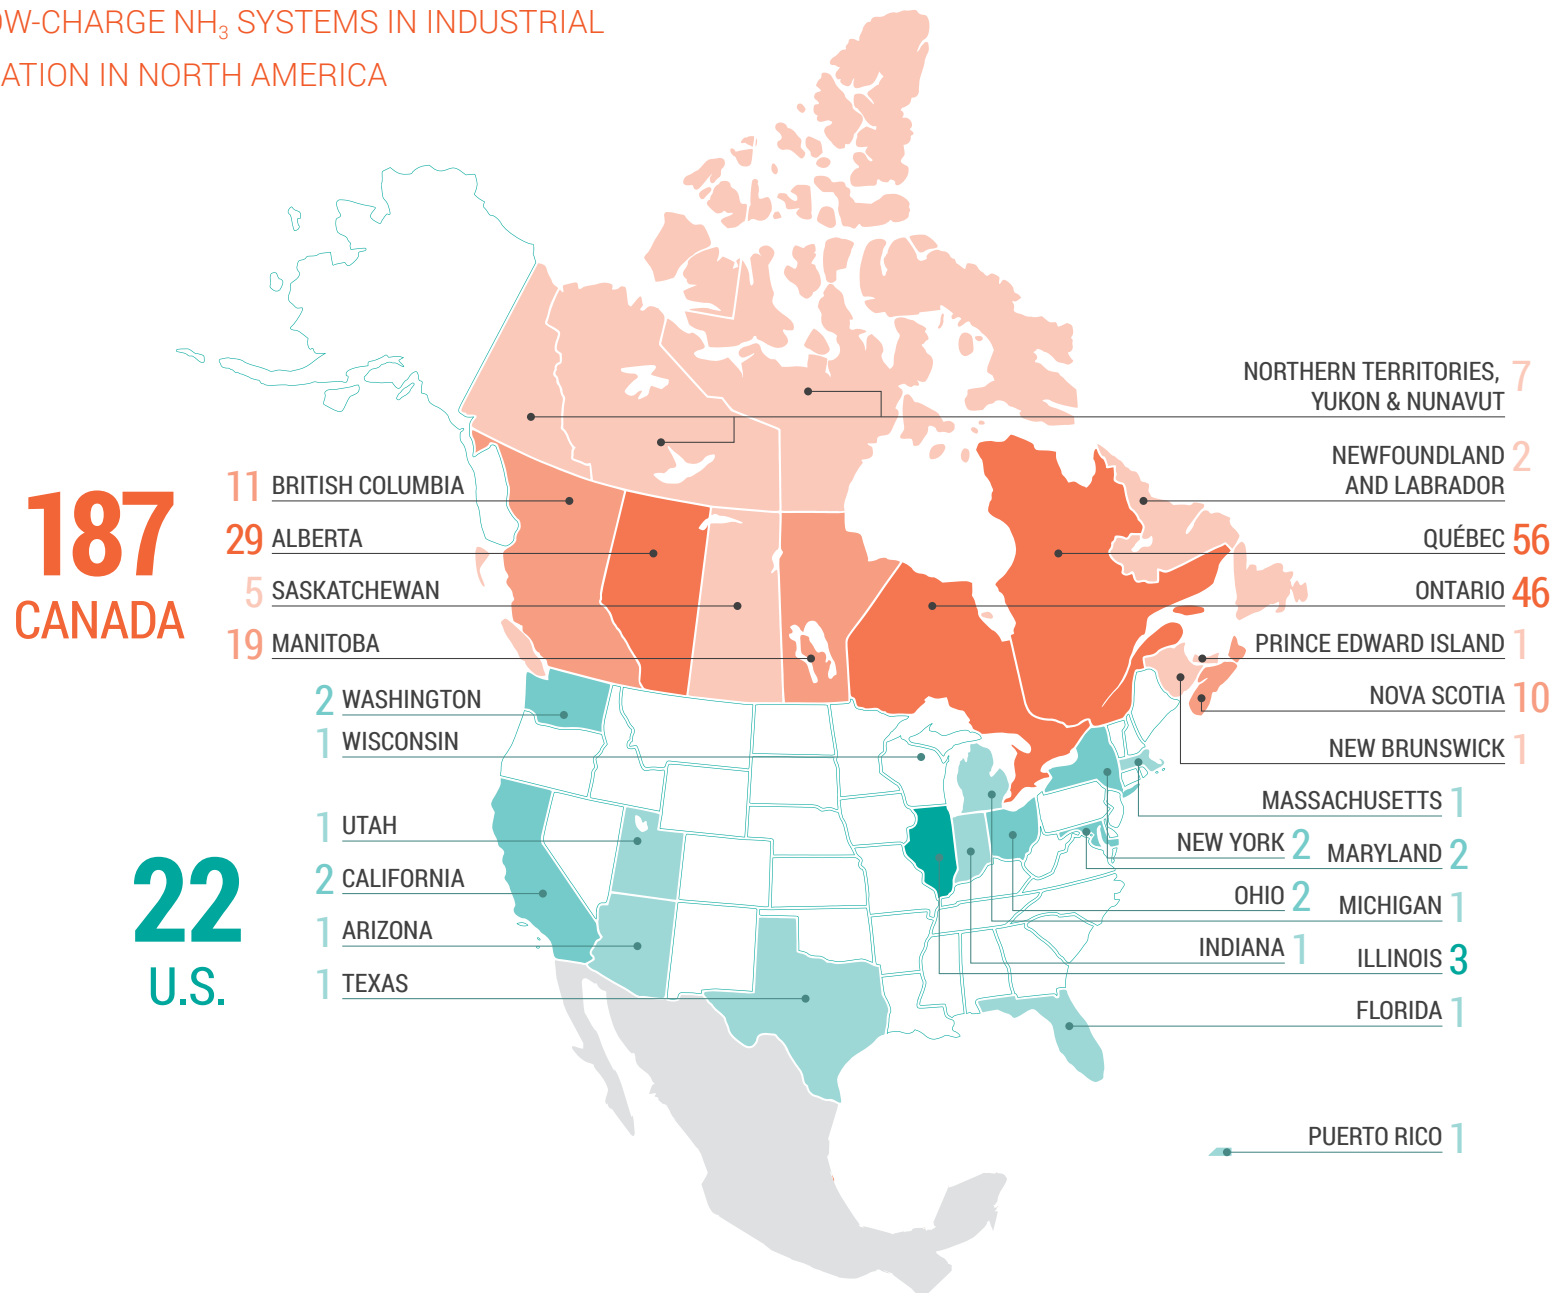 OW-CHARGE NH₃ SYSTEMS IN INDUSTRIAL
ATION IN NORTH AMERICA
187
CANADA
11 BRITISH COLUMBIA
29 ALBERTA
5 SASKATCHEWAN
19 MANITOBA
NORTHERN TERRITORIES, 7
YUKON & NUNAVUT
NEWFOUNDLAND 2
AND LABRADOR
QUÉBEC 56
ONTARIO 46
PRINCE EDWARD ISLAND 1
NOVA SCOTIA 10
NEW BRUNSWICK 1
22
U.S.
2 WASHINGTON
1 WISCONSIN
1 UTAH
2 CALIFORNIA
1 ARIZONA
1 TEXAS
MASSACHUSETTS 1
NEW YORK 2
MARYLAND 2
OHIO 2
MICHIGAN 1
INDIANA 1
ILLINOIS 3
FLORIDA 1
PUERTO RICO 1